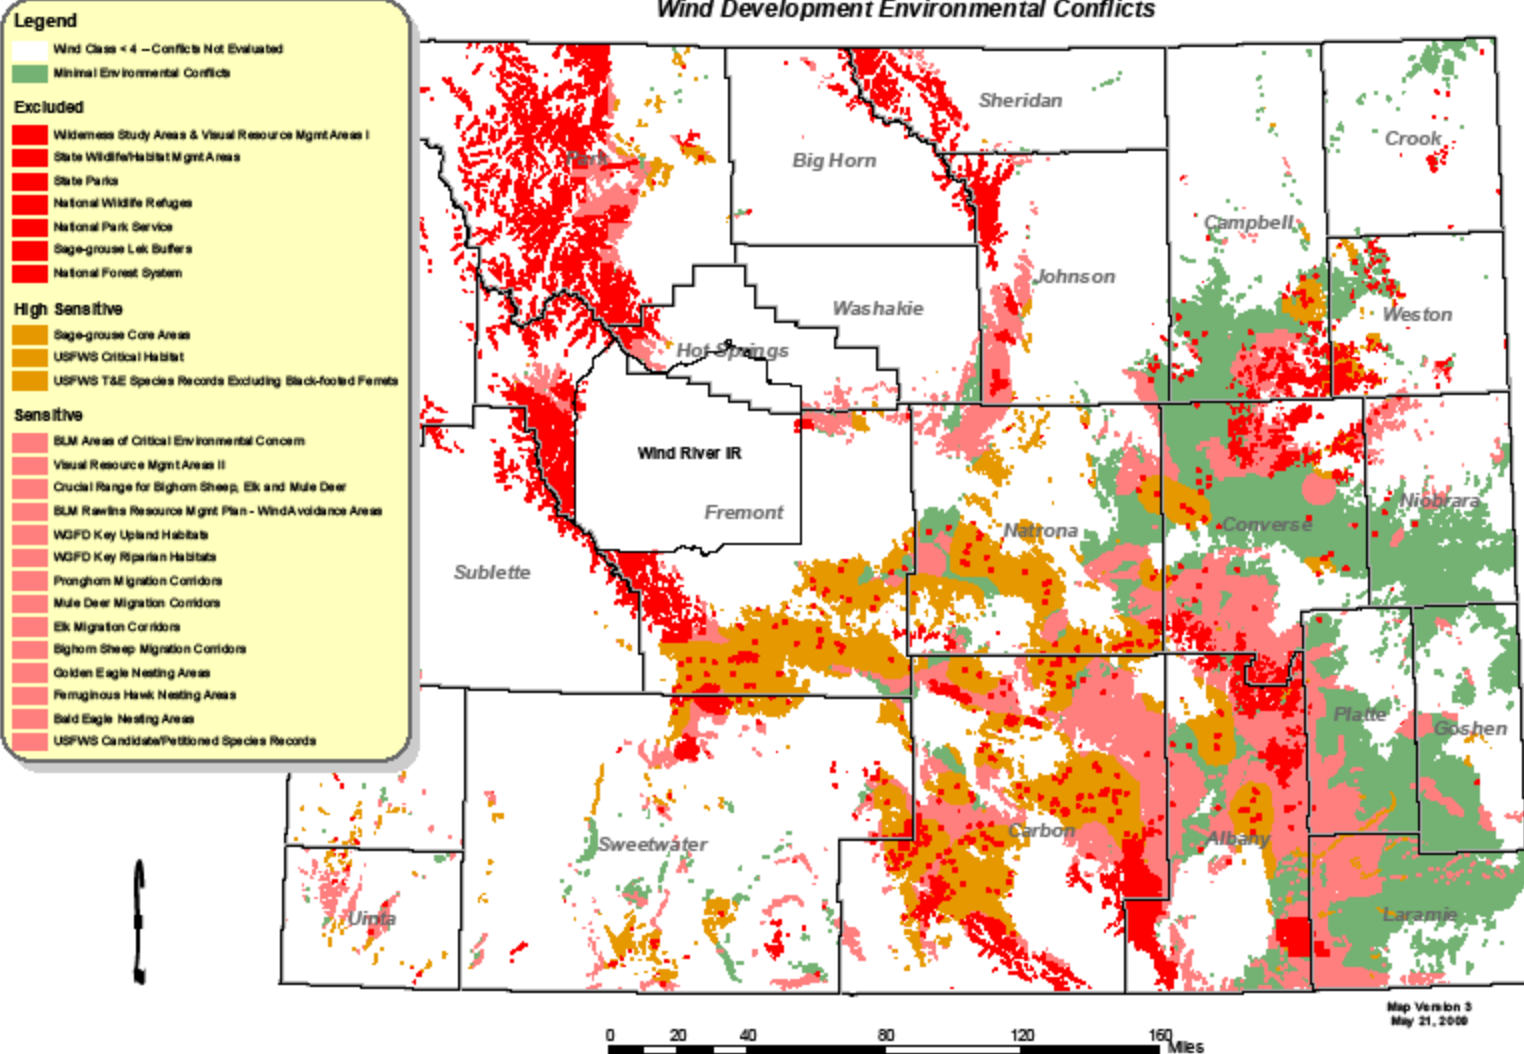 Wind Development Environmental Conflicts
Legend
Wind Class < 4 -- Conflicts Not Evaluated
Minimal Environmental Conflicts
Excluded
Wilderness Study Areas & Visual Resource Mgmt Areas I
State Wildlife/Habitat Mgmt Areas
State Parks
National Wildlife Refuges
National Park Service
Sage-grouse Lek Buffers
National Forest System
High Sensitive
Sage-grouse Core Areas
USFWS Critical Habitat
USFWS T&E Species Records Excluding Black-footed Ferrets
Sensitive
BLM Areas of Critical Environmental Concern
Visual Resource Mgmt Areas II
Crucial Range for Bighorn Sheep, Elk and Mule Deer
BLM Rawlins Resource Mgmt Plan - Wind Avoidance Areas
WGFD Key Upland Habitats
WGFD Key Riparian Habitats
Pronghorn Migration Corridors
Mule Deer Migration Corridors
Elk Migration Corridors
Bighorn Sheep Migration Corridors
Golden Eagle Nesting Areas
Ferruginous Hawk Nesting Areas
Bald Eagle Nesting Areas
USFWS Candidate/Petitioned Species Records
Sheridan
Crook
Park
Big Horn
Campbell
Johnson
Washakie
Weston
Hot Springs
Wind River IR
Fremont
Natrona
Converse
Niobrara
Sublette
Platte
Goshen
Carbon
Albany
Sweetwater
Uinta
Laramie
Map Version 3
May 21, 2009
0 20 40 80 120 160
Miles